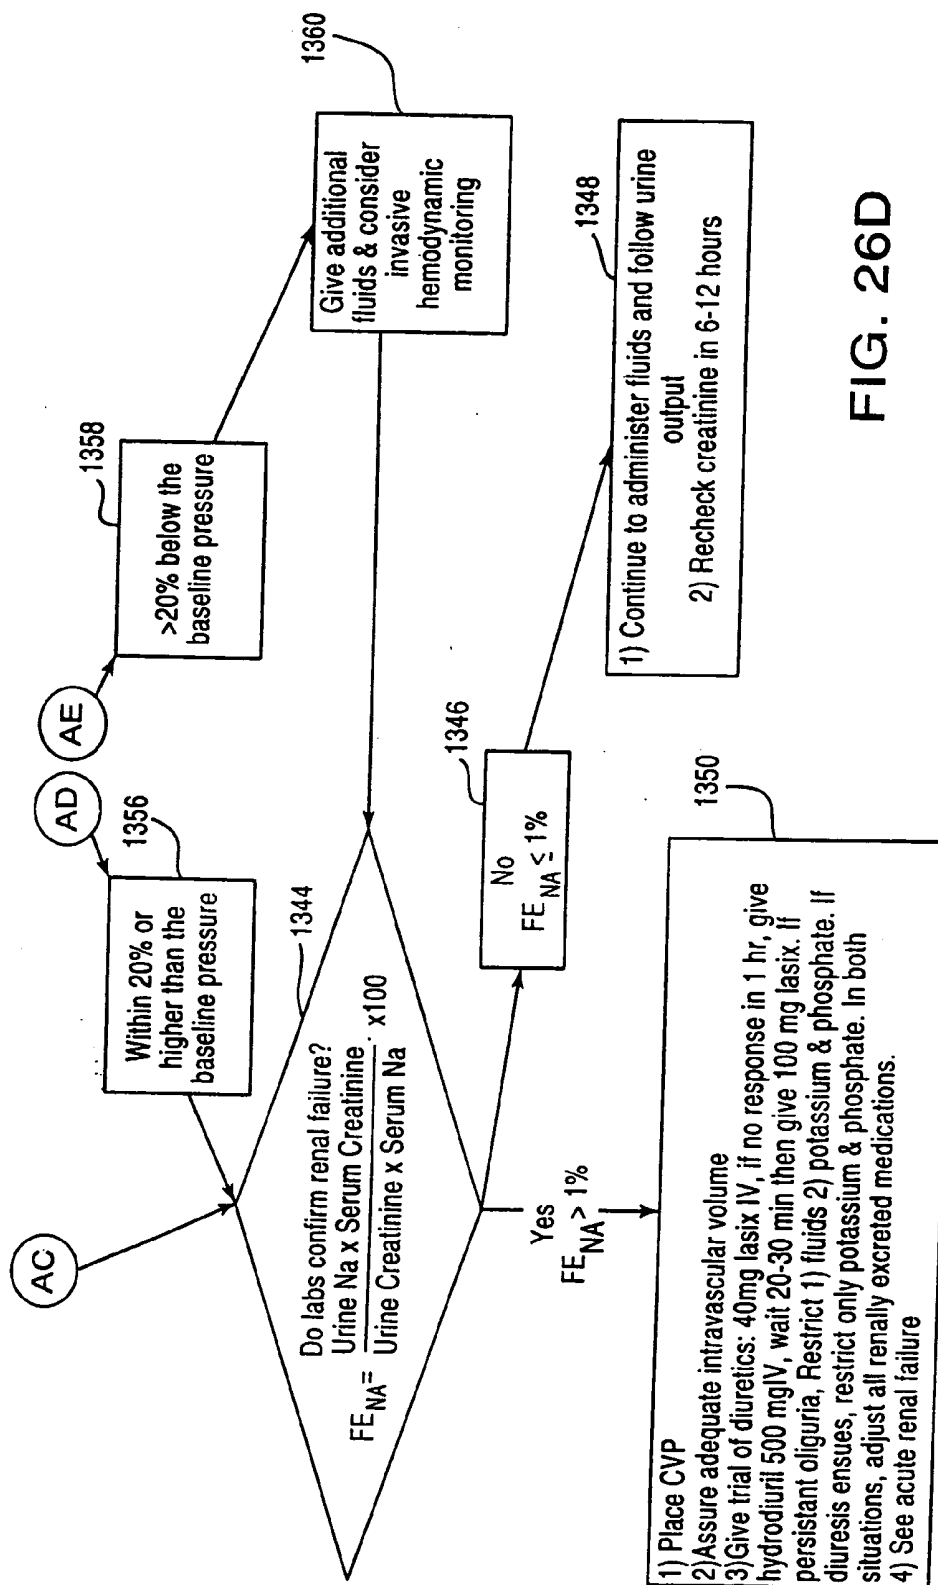 AC
AD
AE
1356
Within 20% or
higher than the
baseline pressure
1358
>20% below the
baseline pressure
1360
Give additional
fluids & consider
invasive
hemodynamic
monitoring
1344
Do labs confirm renal failure?
FE NA = Urine Na x Serum Creatinine x100
Urine Creatinine x Serum Na
1346
No
FE NA ≤ 1%
1348
1) Continue to administer fluids and follow urine
output
2) Recheck creatinine in 6-12 hours
Yes
FE NA > 1%
1350
1) Place CVP
2)Assure adequate intravascular volume
3)Give trial of diuretics: 40mg lasix IV, if no response in 1 hr, give
hydrodiuril 500 mgIV, wait 20-30 min then give 100 mg lasix. If
persistant oliguria, Restrict 1) fluids 2) potassium & phosphate. If
diuresis ensues, restrict only potassium & phosphate. In both
situations, adjust all renally excreted medications.
4) See acute renal failure
FIG. 26D